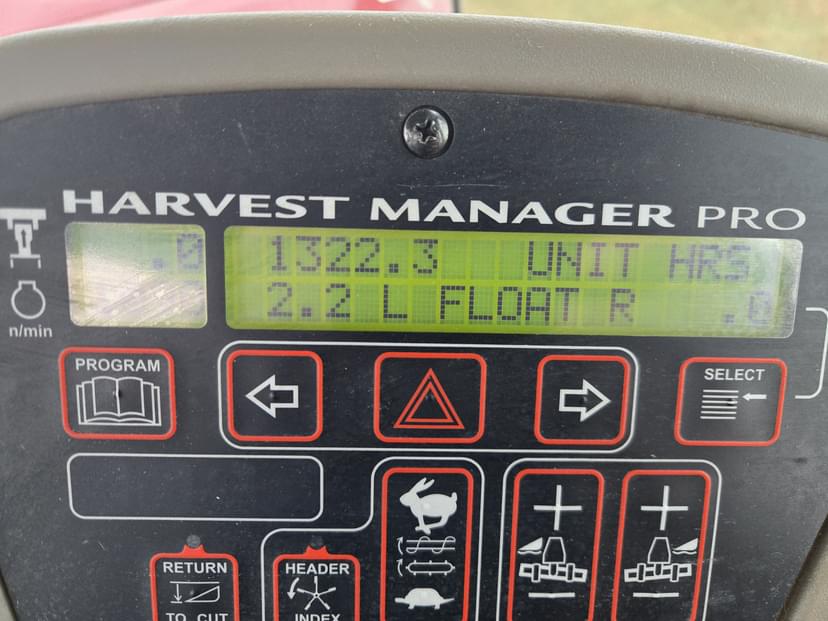 HARVEST MANAGER PRO
.0
1322.3 UNIT HRS
2.2 L FLOAT R .0
n/min
PROGRAM
SELECT
RETURN
TO CUT
HEADER
INDEX